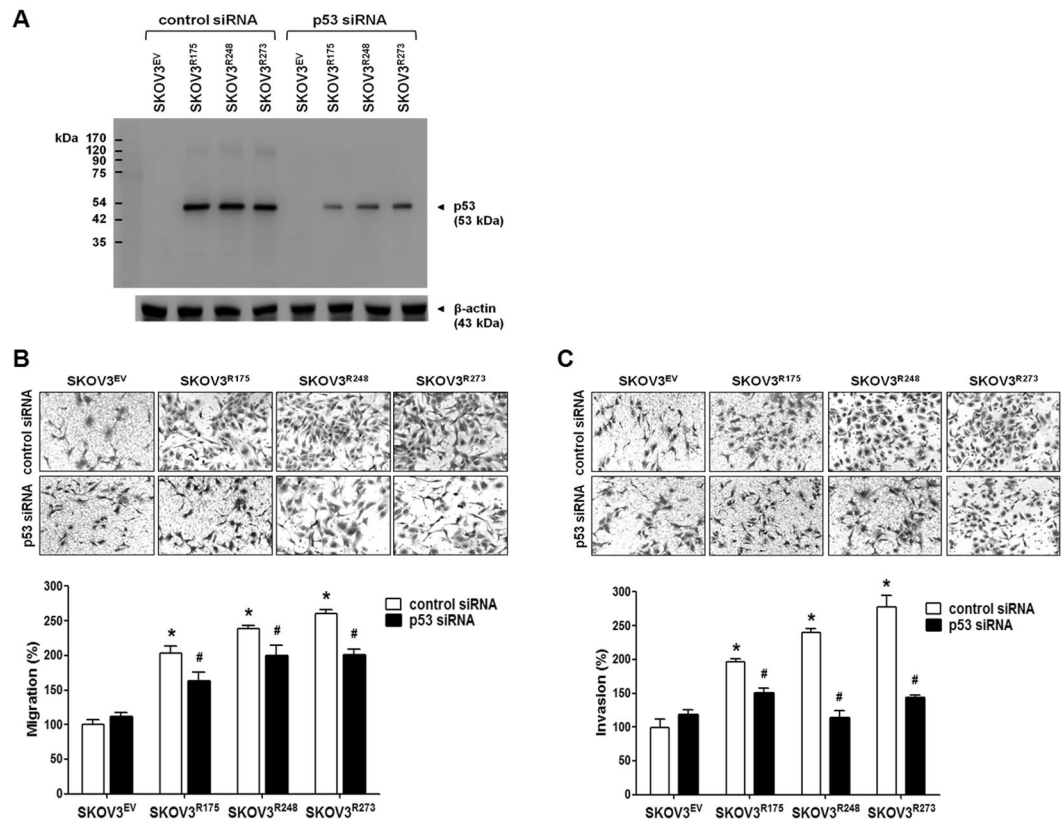 A
control siRNA p53 siRNA
SKOV3EV SKOV3R175 SKOV3R248 SKOV3R273 SKOV3EV SKOV3R175 SKOV3R248 SKOV3R273
kDa 170
120
90
75
54
42
35
p53
(53 kDa)
β-actin
(43 kDa)
B
SKOV3EV SKOV3R175 SKOV3R248 SKOV3R273
control siRNA
p53 siRNA
Migration (%)
300
250
200
150
100
50
0
* # * # * #
control siRNA
p53 siRNA
SKOV3EV SKOV3R175 SKOV3R248 SKOV3R273
C
SKOV3EV SKOV3R175 SKOV3R248 SKOV3R273
control siRNA
p53 siRNA
Invasion (%)
300
250
200
150
100
50
0
* # * # * #
control siRNA
p53 siRNA
SKOV3EV SKOV3R175 SKOV3R248 SKOV3R273